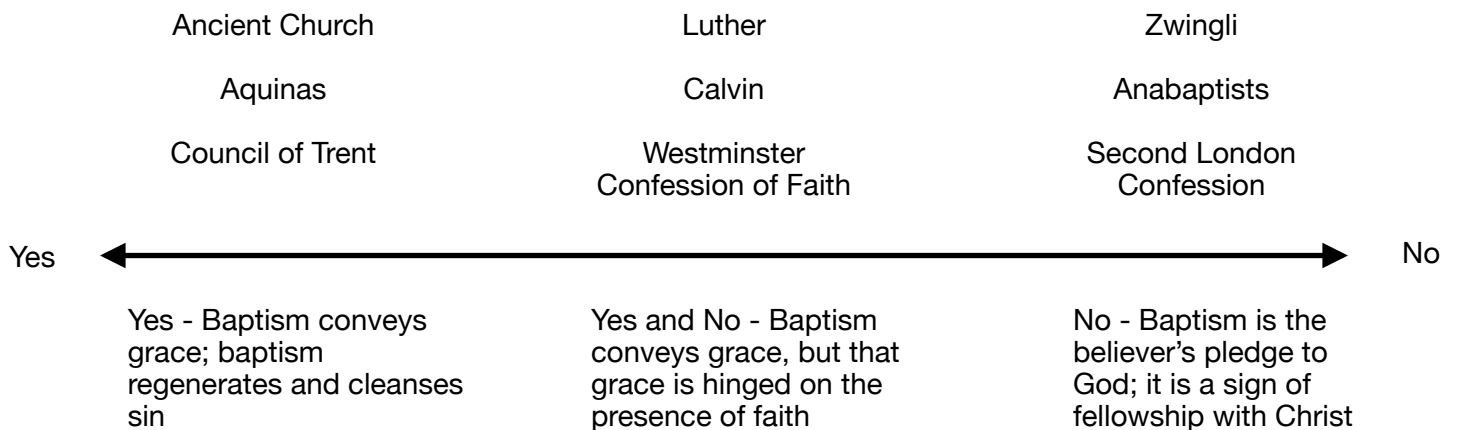 Ancient Church
Luther
Zwingli
Aquinas
Calvin
Anabaptists
Council of Trent
Westminster
Confession of Faith
Second London
Confession
Yes
No
Yes - Baptism conveys
grace; baptism
regenerates and cleanses
sin
Yes and No - Baptism
conveys grace, but that
grace is hinged on the
presence of faith
No - Baptism is the
believer’s pledge to
God; it is a sign of
fellowship with Christ